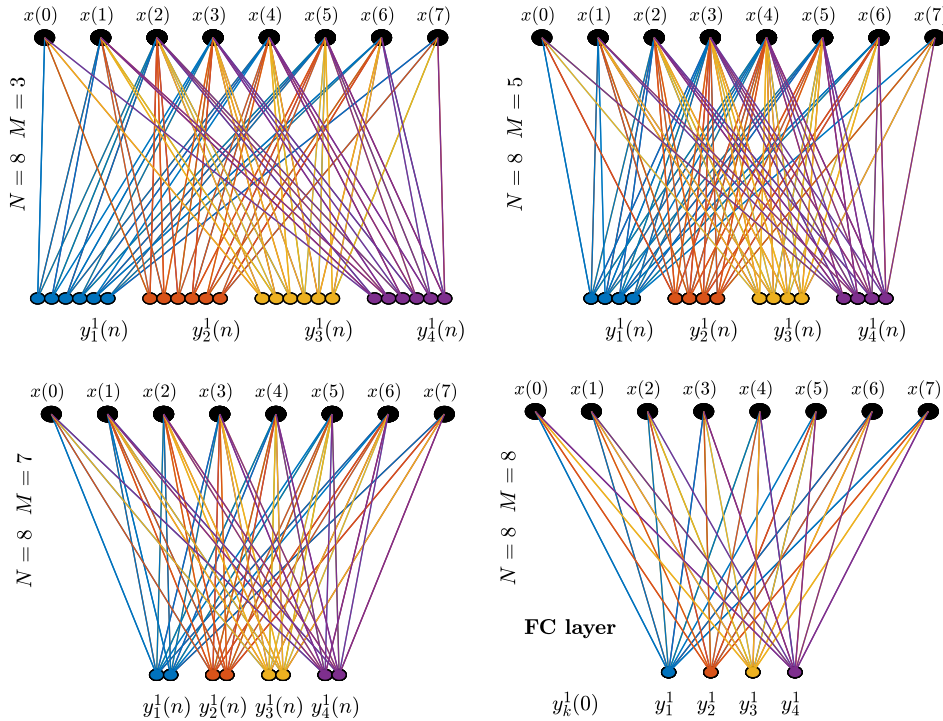 x(0) x(1) x(2) x(3) x(4) x(5) x(6) x(7)
N = 8 M = 3
y_1^1(n) y_2^1(n) y_3^1(n) y_4^1(n)
x(0) x(1) x(2) x(3) x(4) x(5) x(6) x(7)
N = 8 M = 5
y_1^1(n) y_2^1(n) y_3^1(n) y_4^1(n)
x(0) x(1) x(2) x(3) x(4) x(5) x(6) x(7)
N = 8 M = 7
y_1^1(n) y_2^1(n) y_3^1(n) y_4^1(n)
x(0) x(1) x(2) x(3) x(4) x(5) x(6) x(7)
N = 8 M = 8
FC layer
y_k^1(0) y_1^1 y_2^1 y_3^1 y_4^1